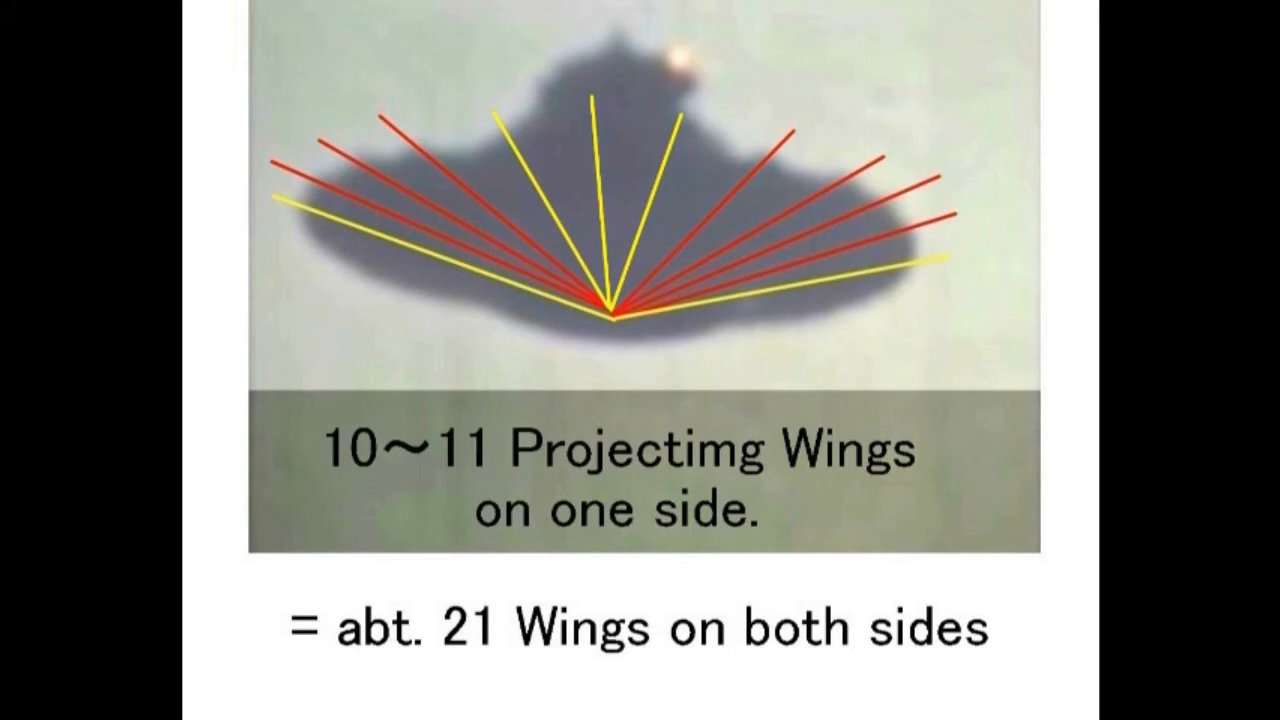 10～11 Projectimg Wings
on one side.
= abt. 21 Wings on both sides